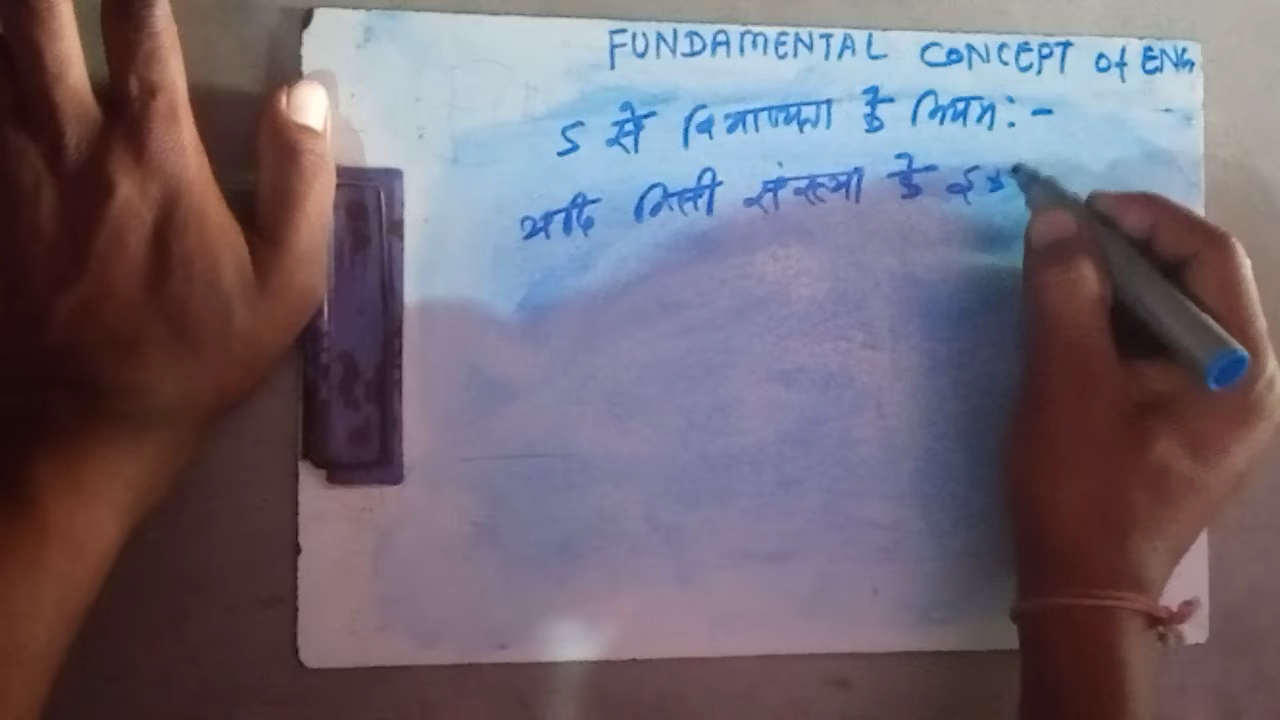 FUNDAMENTAL CONCEPT Of ENG
5 से विभाज्यता के नियम:-
यदि किसी संख्या के